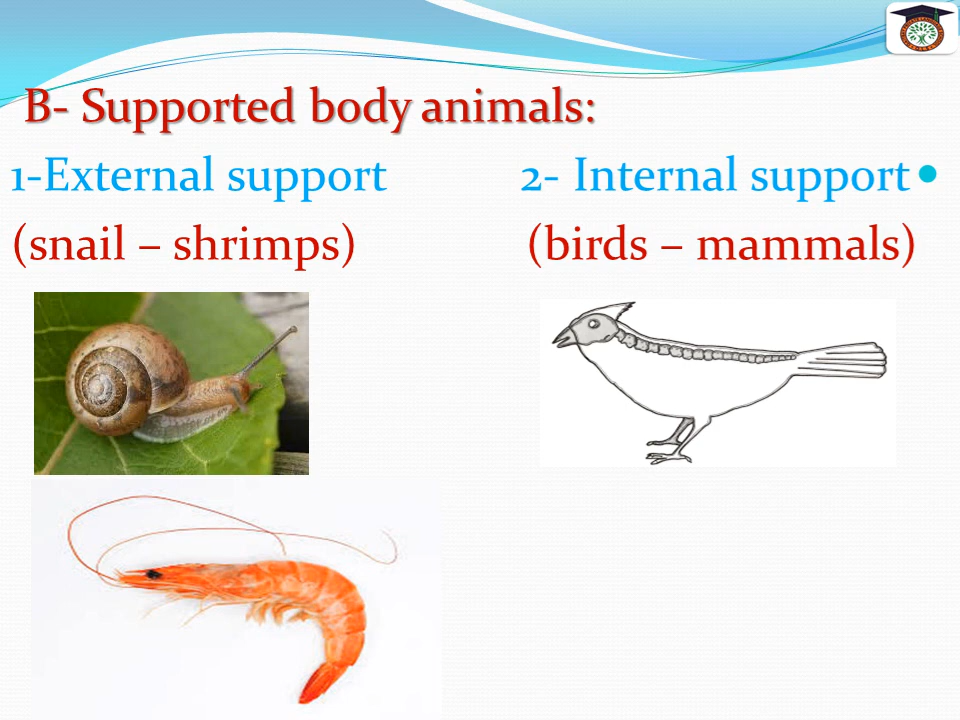 B- Supported body animals:
1-External support 2- Internal support •
(snail – shrimps) (birds – mammals)